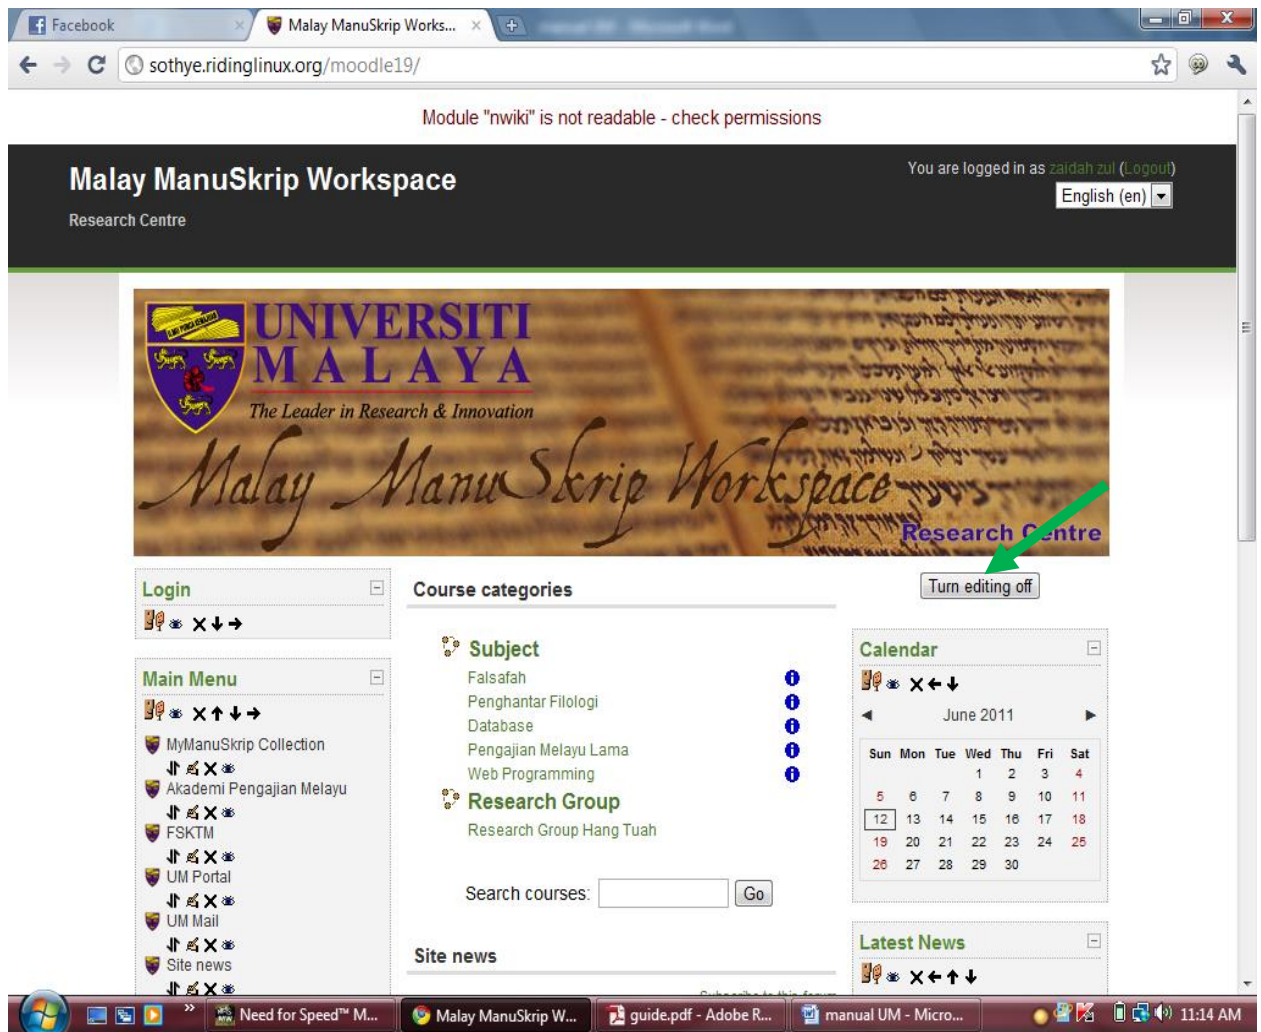 Facebook
Malay ManuSkrip Works...
sothye.ridinglinux.org/moodle19/
Module "nwiki" is not readable - check permissions
Malay ManuSkrip Workspace
Research Centre
You are logged in as zaidah zul (Logout)
English (en)
UNIVERSITI
MALAYA
The Leader in Research & Innovation
Malay ManuSkrip Workspace
Research Centre
Turn editing off
Login
Main Menu
MyManuSkrip Collection
Akademi Pengajian Melayu
FSKTM
UM Portal
UM Mail
Site news
Course categories
Subject
Falsafah
Penghantar Filologi
Database
Pengajian Melayu Lama
Web Programming
Research Group
Research Group Hang Tuah
Search courses:
Go
Site news
Subscribe to this forum
Calendar
June 2011
Sun Mon Tue Wed Thu Fri Sat
1 2 3 4
5 6 7 8 9 10 11
12 13 14 15 16 17 18
19 20 21 22 23 24 25
26 27 28 29 30
Latest News
Need for Speed™ M...
Malay ManuSkrip W...
guide.pdf - Adobe R...
manual UM - Micro...
11:14 AM